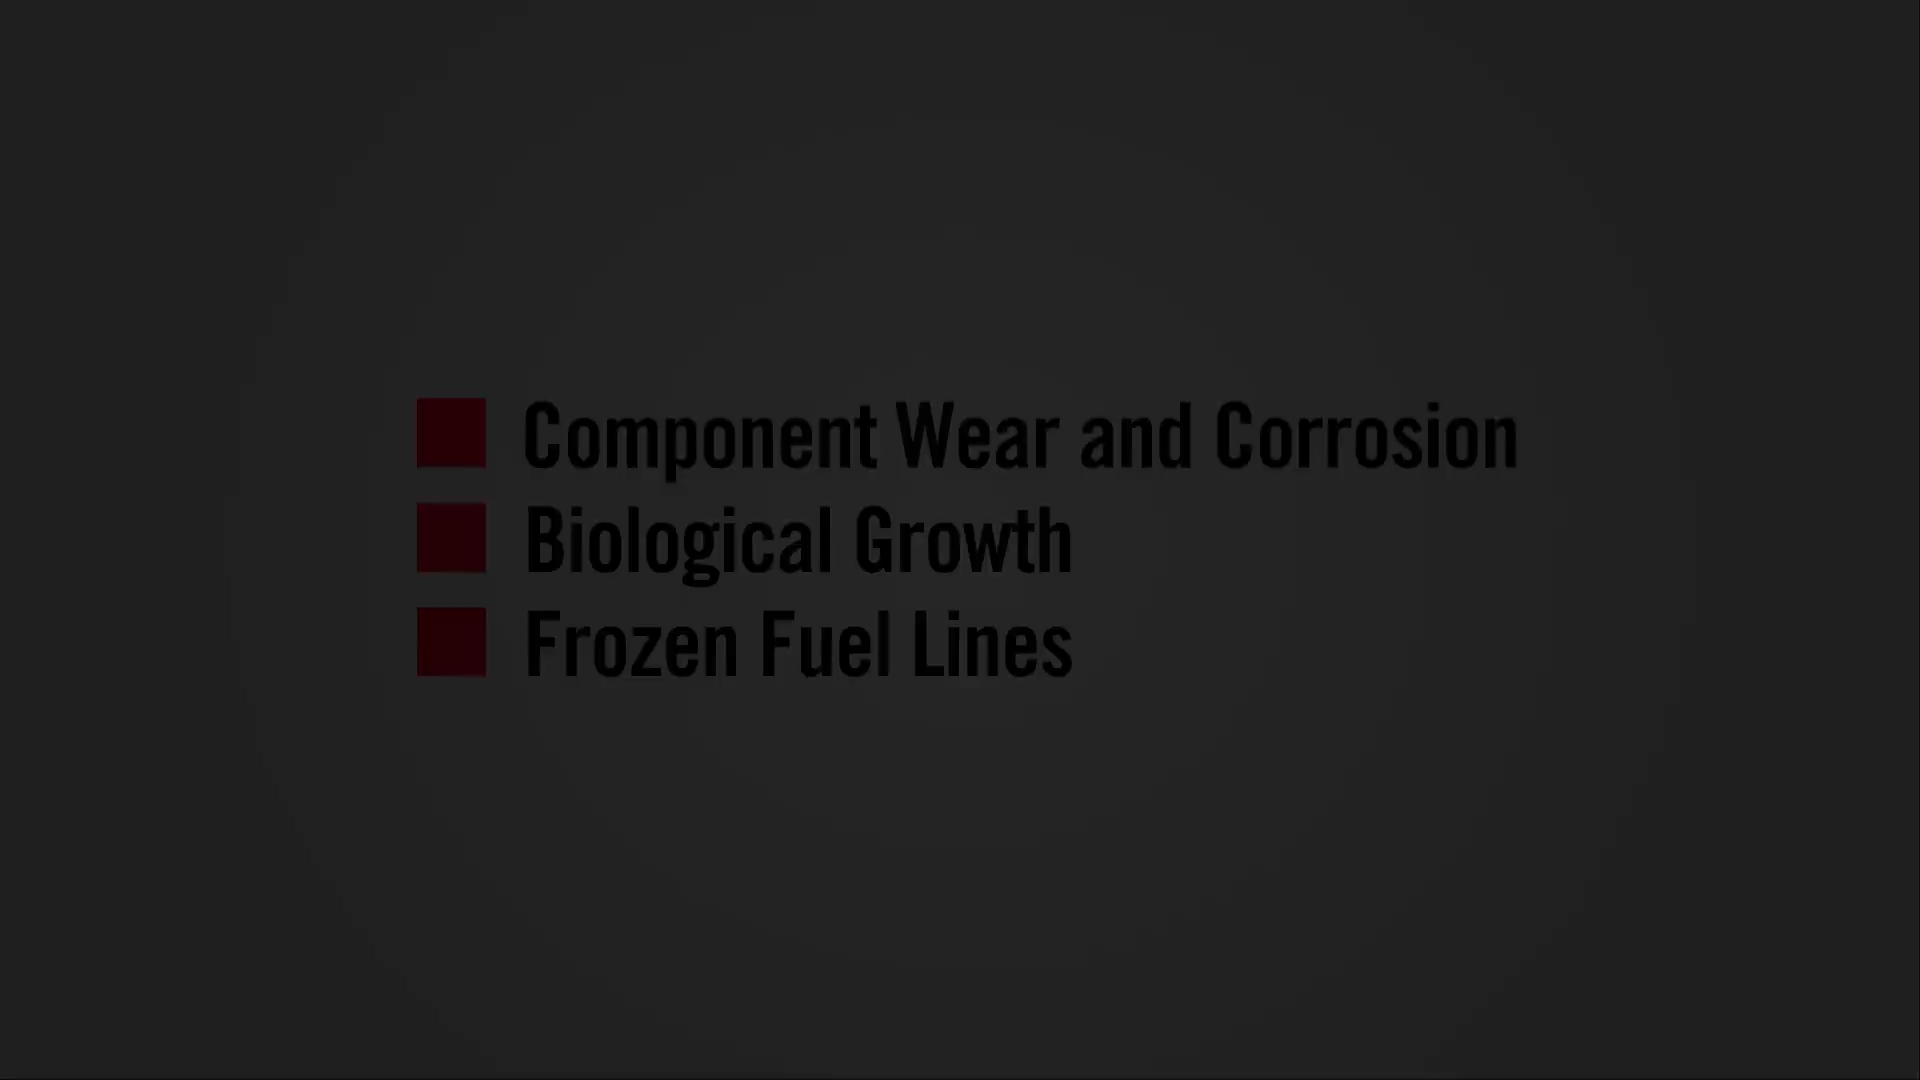 Component Wear and Corrosion
Biological Growth
Frozen Fuel Lines